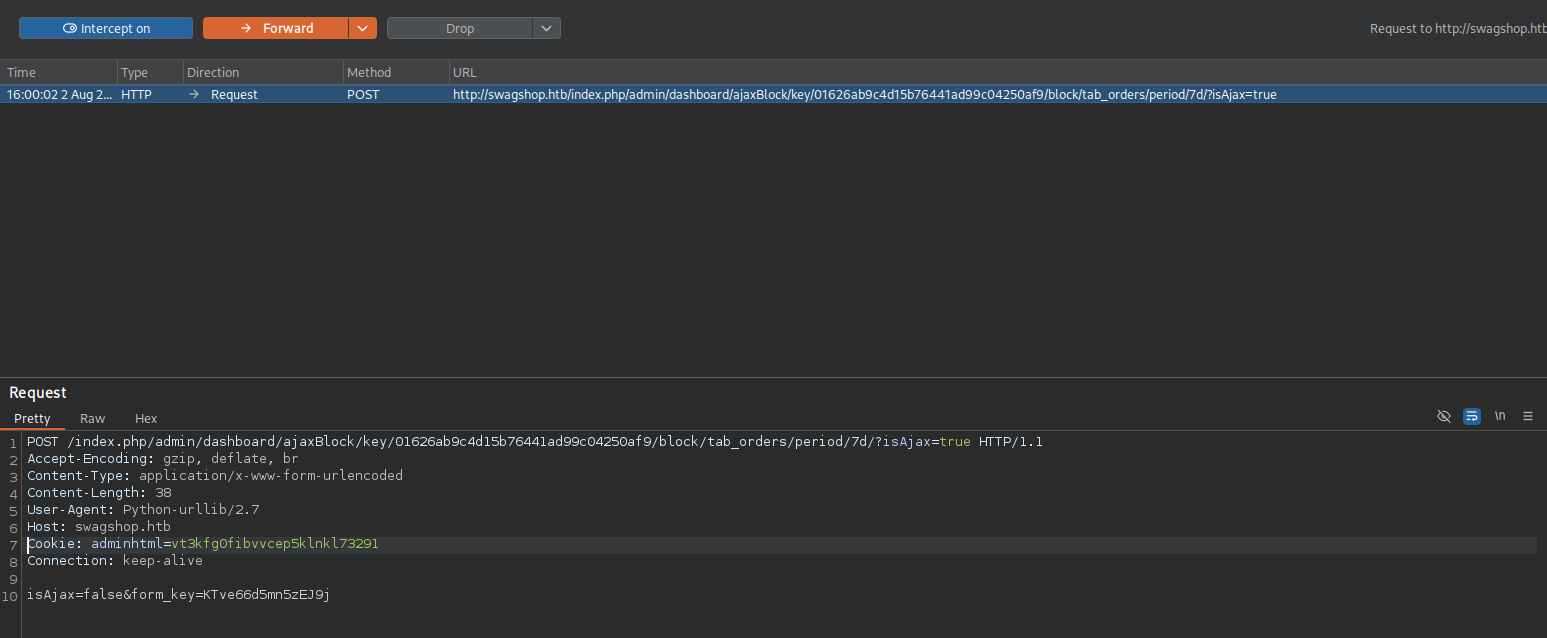 Intercept on Forward Drop Request to http://swagshop.htb
Time Type Direction Method URL
16:00:02 2 Aug 2... HTTP → Request POST http://swagshop.htb/index.php/admin/dashboard/ajaxBlock/key/01626ab9c4d15b76441ad99c04250af9/block/tab_orders/period/7d/?isAjax=true
Request
Pretty Raw Hex \n
1 POST /index.php/admin/dashboard/ajaxBlock/key/01626ab9c4d15b76441ad99c04250af9/block/tab_orders/period/7d/?isAjax=true HTTP/1.1
2 Accept-Encoding: gzip, deflate, br
3 Content-Type: application/x-www-form-urlencoded
4 Content-Length: 38
5 User-Agent: Python-urllib/2.7
6 Host: swagshop.htb
7 Cookie: adminhtml=vt3kfg0fibvvcep5klnkl73291
8 Connection: keep-alive
9
10 isAjax=false&form_key=KTve66d5mn5zEJ9j